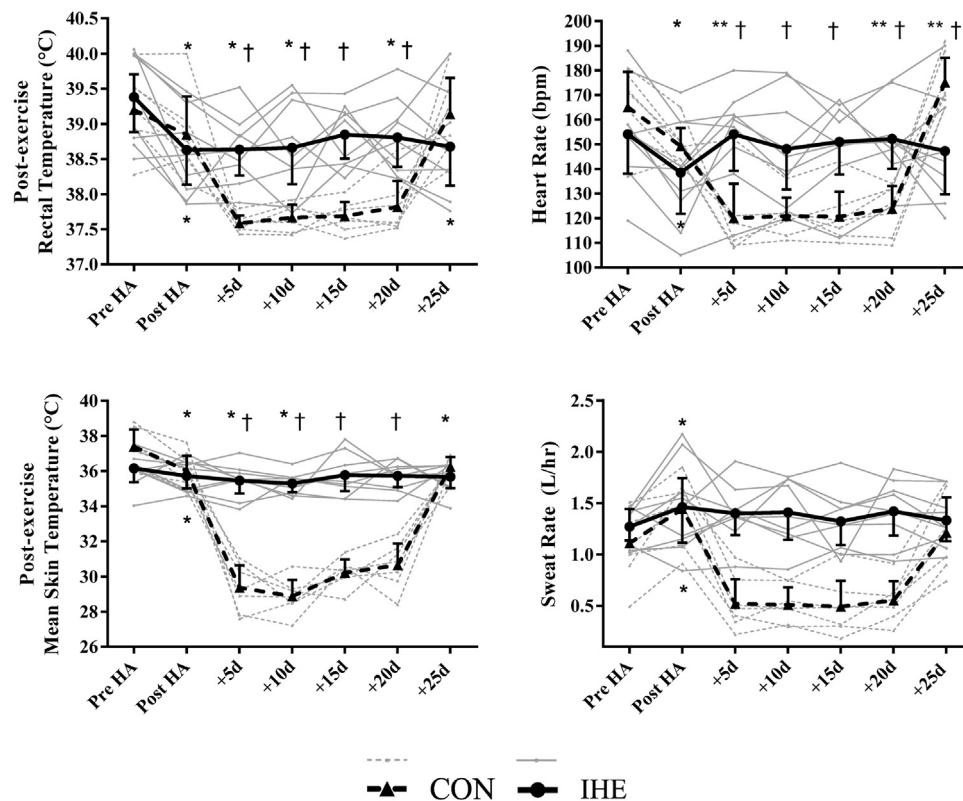 Post-exercise
Rectal Temperature (°C)
40.5
40.0
39.5
39.0
38.5
38.0
37.5
37.0
* * † * † † * †
* *
Pre HA Post HA +5d +10d +15d +20d +25d
Heart Rate (bpm)
200
190
180
170
160
150
140
130
120
110
100
* ** † † † ** † ** †
*
Pre HA Post HA +5d +10d +15d +20d +25d
Post-exercise
Mean Skin Temperature (°C)
40
38
36
34
32
30
28
26
* * † * † † † *
*
Pre HA Post HA +5d +10d +15d +20d +25d
Sweat Rate (L/hr)
2.5
2.0
1.5
1.0
0.5
*
*
Pre HA Post HA +5d +10d +15d +20d +25d
CON IHE